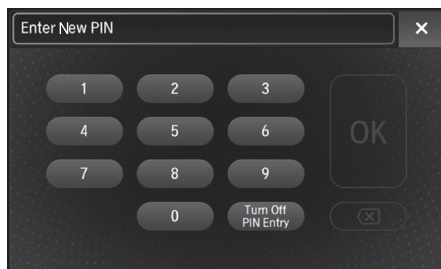 Enter New PIN ×
1 2 3
4 5 6 OK
7 8 9
0 Turn Off
PIN Entry